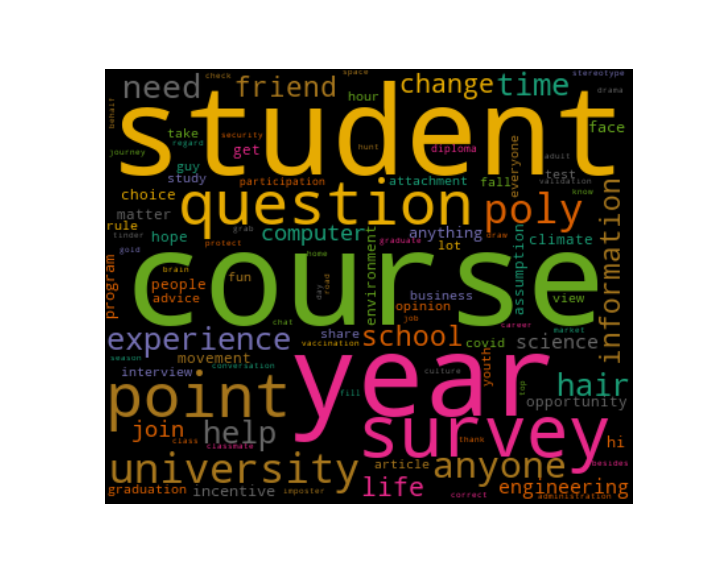 space
stereotype
check
need
friend
change
time
drama
hour
behalf
student
take
face
regard
security
journey
get
hunt
diploma
everyone
adult
guy
test
study
participation
attachment
fall
validation
choice
question
poly
know
matter
information
rule
grab
tinder
hope
computer
anything
dram
climate
protect
graduate
lot
assumption
gold
home
course
environment
program
brain
people
fun
day
road
view
advice
business
opinion
job
chat
career
market
experience
share
school
covid
science
vaccination
season
movement
conversation
youth
interview
year
culture
hair
point
fill
top
opportunity
join
help
survey
class
classmate
thank
hi
university
article
anyone
besides
life
engineering
graduation
incentive
imposter
correct
administration